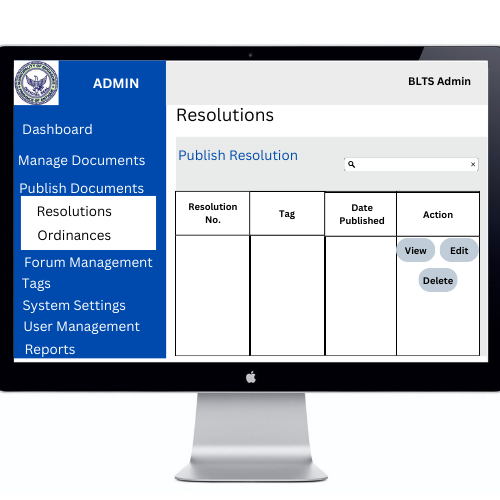 ADMIN
BLTS Admin
Dashboard
Manage Documents
Publish Documents
Resolutions
Ordinances
Forum Management
Tags
System Settings
User Management
Reports
Resolutions
Publish Resolution
×
Resolution
No.
Tag
Date
Published
Action
View
Edit
Delete